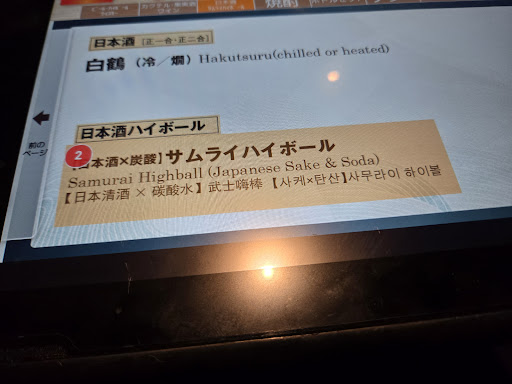 焼酎
日本酒 [正一合・正二合]
白鶴 (冷/燗) Hakutsuru(chilled or heated)
前の
ページ
日本酒ハイボール
2
本酒×炭酸】サムライハイボール
Samurai Highball (Japanese Sake & Soda)
【日本清酒 × 碳酸水】武士嗨棒 【사케×탄산】사무라이 하이볼